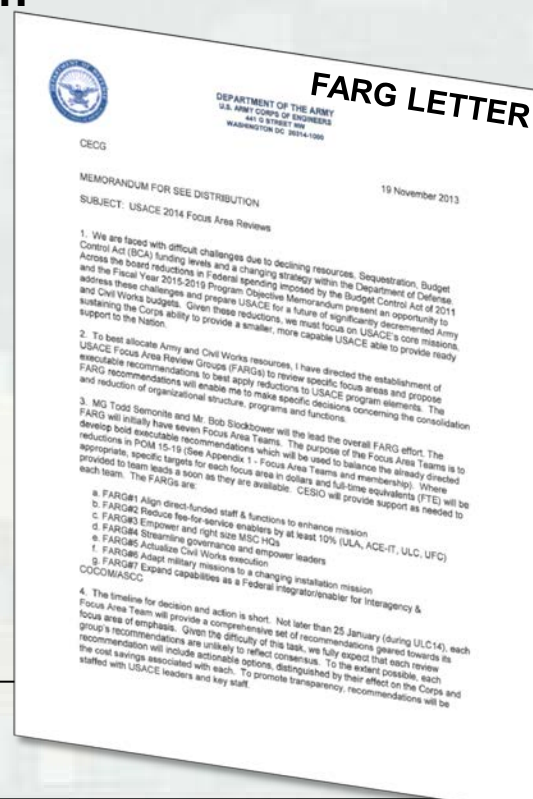 FARG LETTER
DEPARTMENT OF THE ARMY
U.S. ARMY CORPS OF ENGINEERS
441 G STREET NW
WASHINGTON DC 20314-1000
CECG
19 November 2013
MEMORANDUM FOR SEE DISTRIBUTION
SUBJECT: USACE 2014 Focus Area Reviews
1. We are faced with difficult challenges due to declining resources, Sequestration, Budget
Control Act (BCA) funding levels and a changing strategy within the Department of Defense.
Across the board reductions in Federal spending imposed by the Budget Control Act of 2011
and the Fiscal Year 2015-2019 Program Objective Memorandum present an opportunity to
address these challenges and prepare USACE for a future of significantly decremented Army
and Civil Works budgets. Given these reductions, we must focus on USACE's core missions,
sustaining the Corps ability to provide a smaller, more capable USACE able to provide ready
support to the Nation.
2. To best allocate Army and Civil Works resources, I have directed the establishment of
USACE Focus Area Review Groups (FARGs) to review specific focus areas and propose
executable recommendations to best apply reductions to USACE program elements. The
FARG recommendations will enable me to make specific decisions concerning the consolidation
and reduction of organizational structure, programs and functions.
3. MG Todd Semonite and Mr. Bob Slockbower will lead the overall FARG effort. The
FARG will initially have seven Focus Area Teams. The purpose of the Focus Area Teams is to
develop bold executable recommendations which will be used to balance the already directed
reductions in POM 15-19 (See Appendix 1 - Focus Area Teams and membership). Where
appropriate, specific targets for each focus area in dollars and full-time equivalents (FTE) will be
provided to team leads a soon as they are available. CESIO will provide support as needed to
each team. The FARGs are:
a. FARG#1 Align direct-funded staff & functions to enhance mission
b. FARG#2 Reduce fee-for-service enablers by at least 10% (ULA, ACE-IT, ULC, UFC)
c. FARG#3 Empower and right size MSC HQs
d. FARG#4 Streamline governance and empower leaders
e. FARG#5 Actualize Civil Works execution
f. FARG#6 Adapt military missions to a changing installation mission
g. FARG#7 Expand capabilities as a Federal integrator/enabler for Interagency &
COCOM/ASCC
4. The timeline for decision and action is short. Not later than 25 January (during ULC14), each
Focus Area Team will provide a comprehensive set of recommendations geared towards its
focus area of emphasis. Given the difficulty of this task, we fully expect that each review
group's recommendations are unlikely to reflect consensus. To the extent possible, each
recommendation will include actionable options, distinguished by their effect on the Corps and
the cost savings associated with each. To promote transparency, recommendations will be
staffed with USACE leaders and key staff.